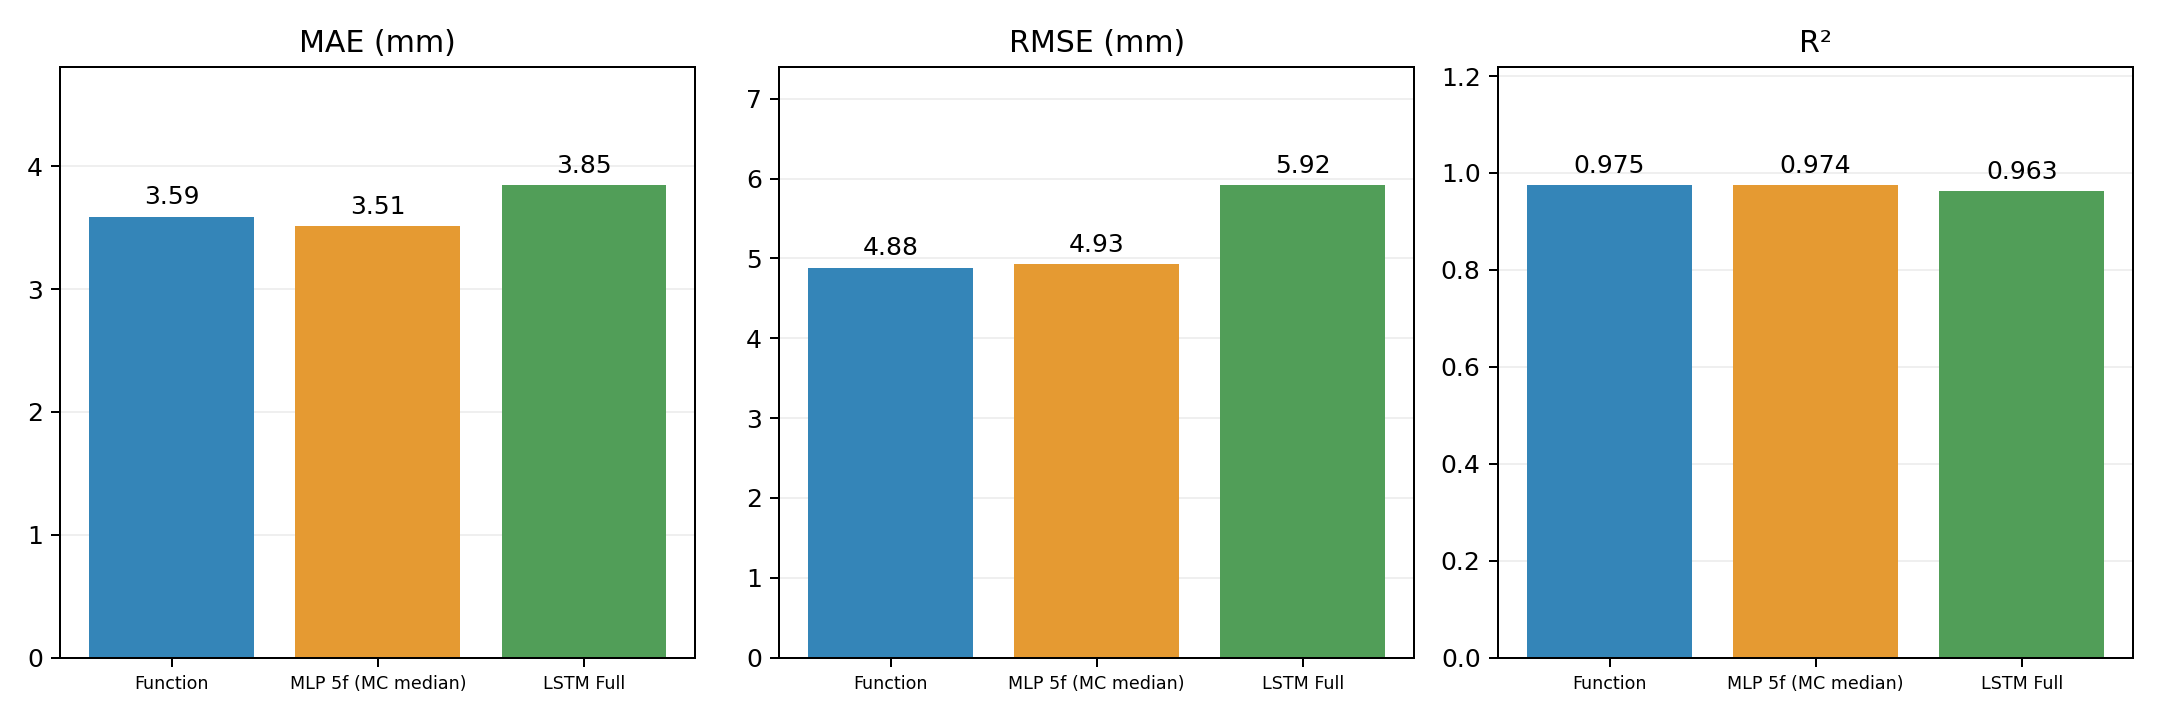 MAE (mm)
4
3
2
1
0
3.59
3.51
3.85
Function
MLP 5f (MC median)
LSTM Full
RMSE (mm)
7
6
5
4
3
2
1
0
4.88
4.93
5.92
Function
MLP 5f (MC median)
LSTM Full
R²
1.2
1.0
0.8
0.6
0.4
0.2
0.0
0.975
0.974
0.963
Function
MLP 5f (MC median)
LSTM Full